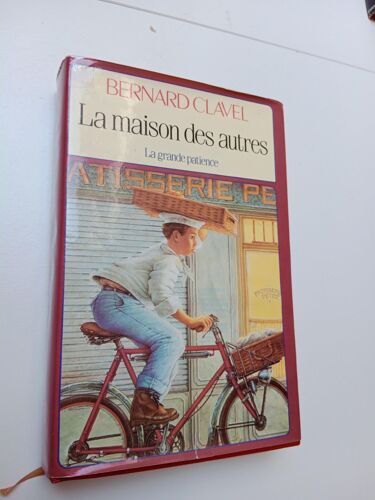 BERNARD CLAVEL
La maison des autres
La grande patience
ATISSERIE PE